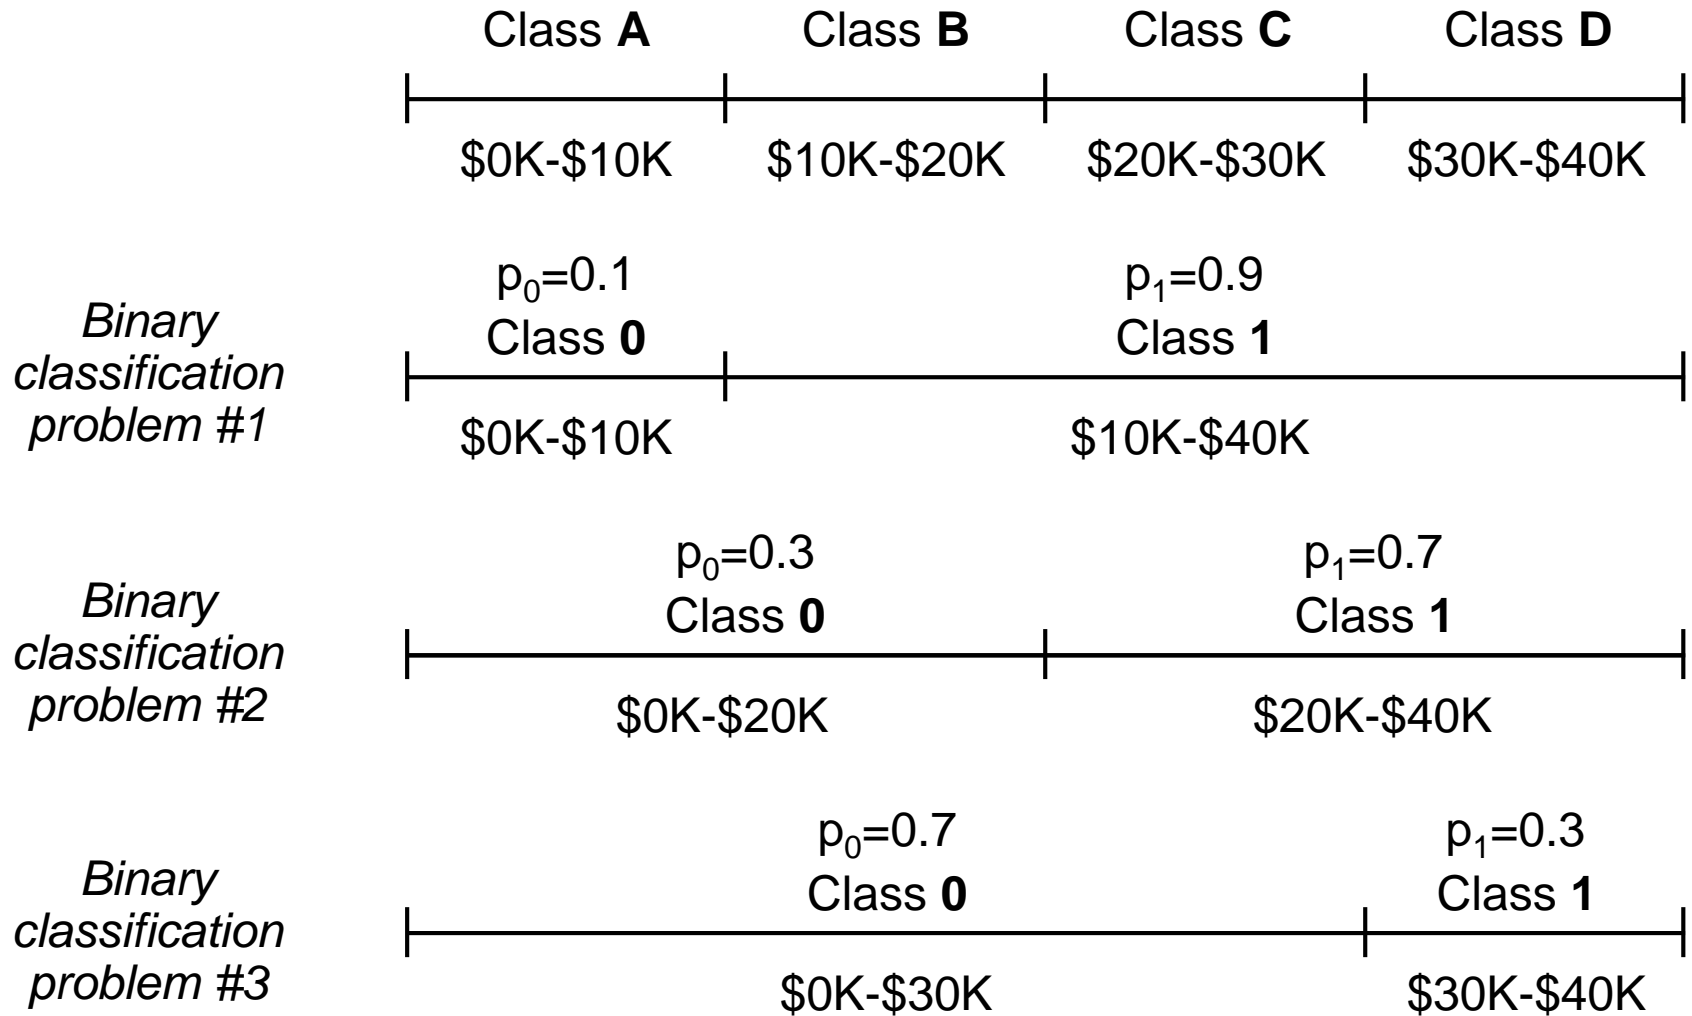 Class A Class B Class C Class D
$0K-$10K $10K-$20K $20K-$30K $30K-$40K
p0=0.1 p1=0.9
Binary
Class 0 Class 1
classification
problem #1
$0K-$10K $10K-$40K
p0=0.3 p1=0.7
Binary
Class 0 Class 1
classification
problem #2
$0K-$20K $20K-$40K
p0=0.7 p1=0.3
Binary
Class 0 Class 1
classification
problem #3
$0K-$30K $30K-$40K